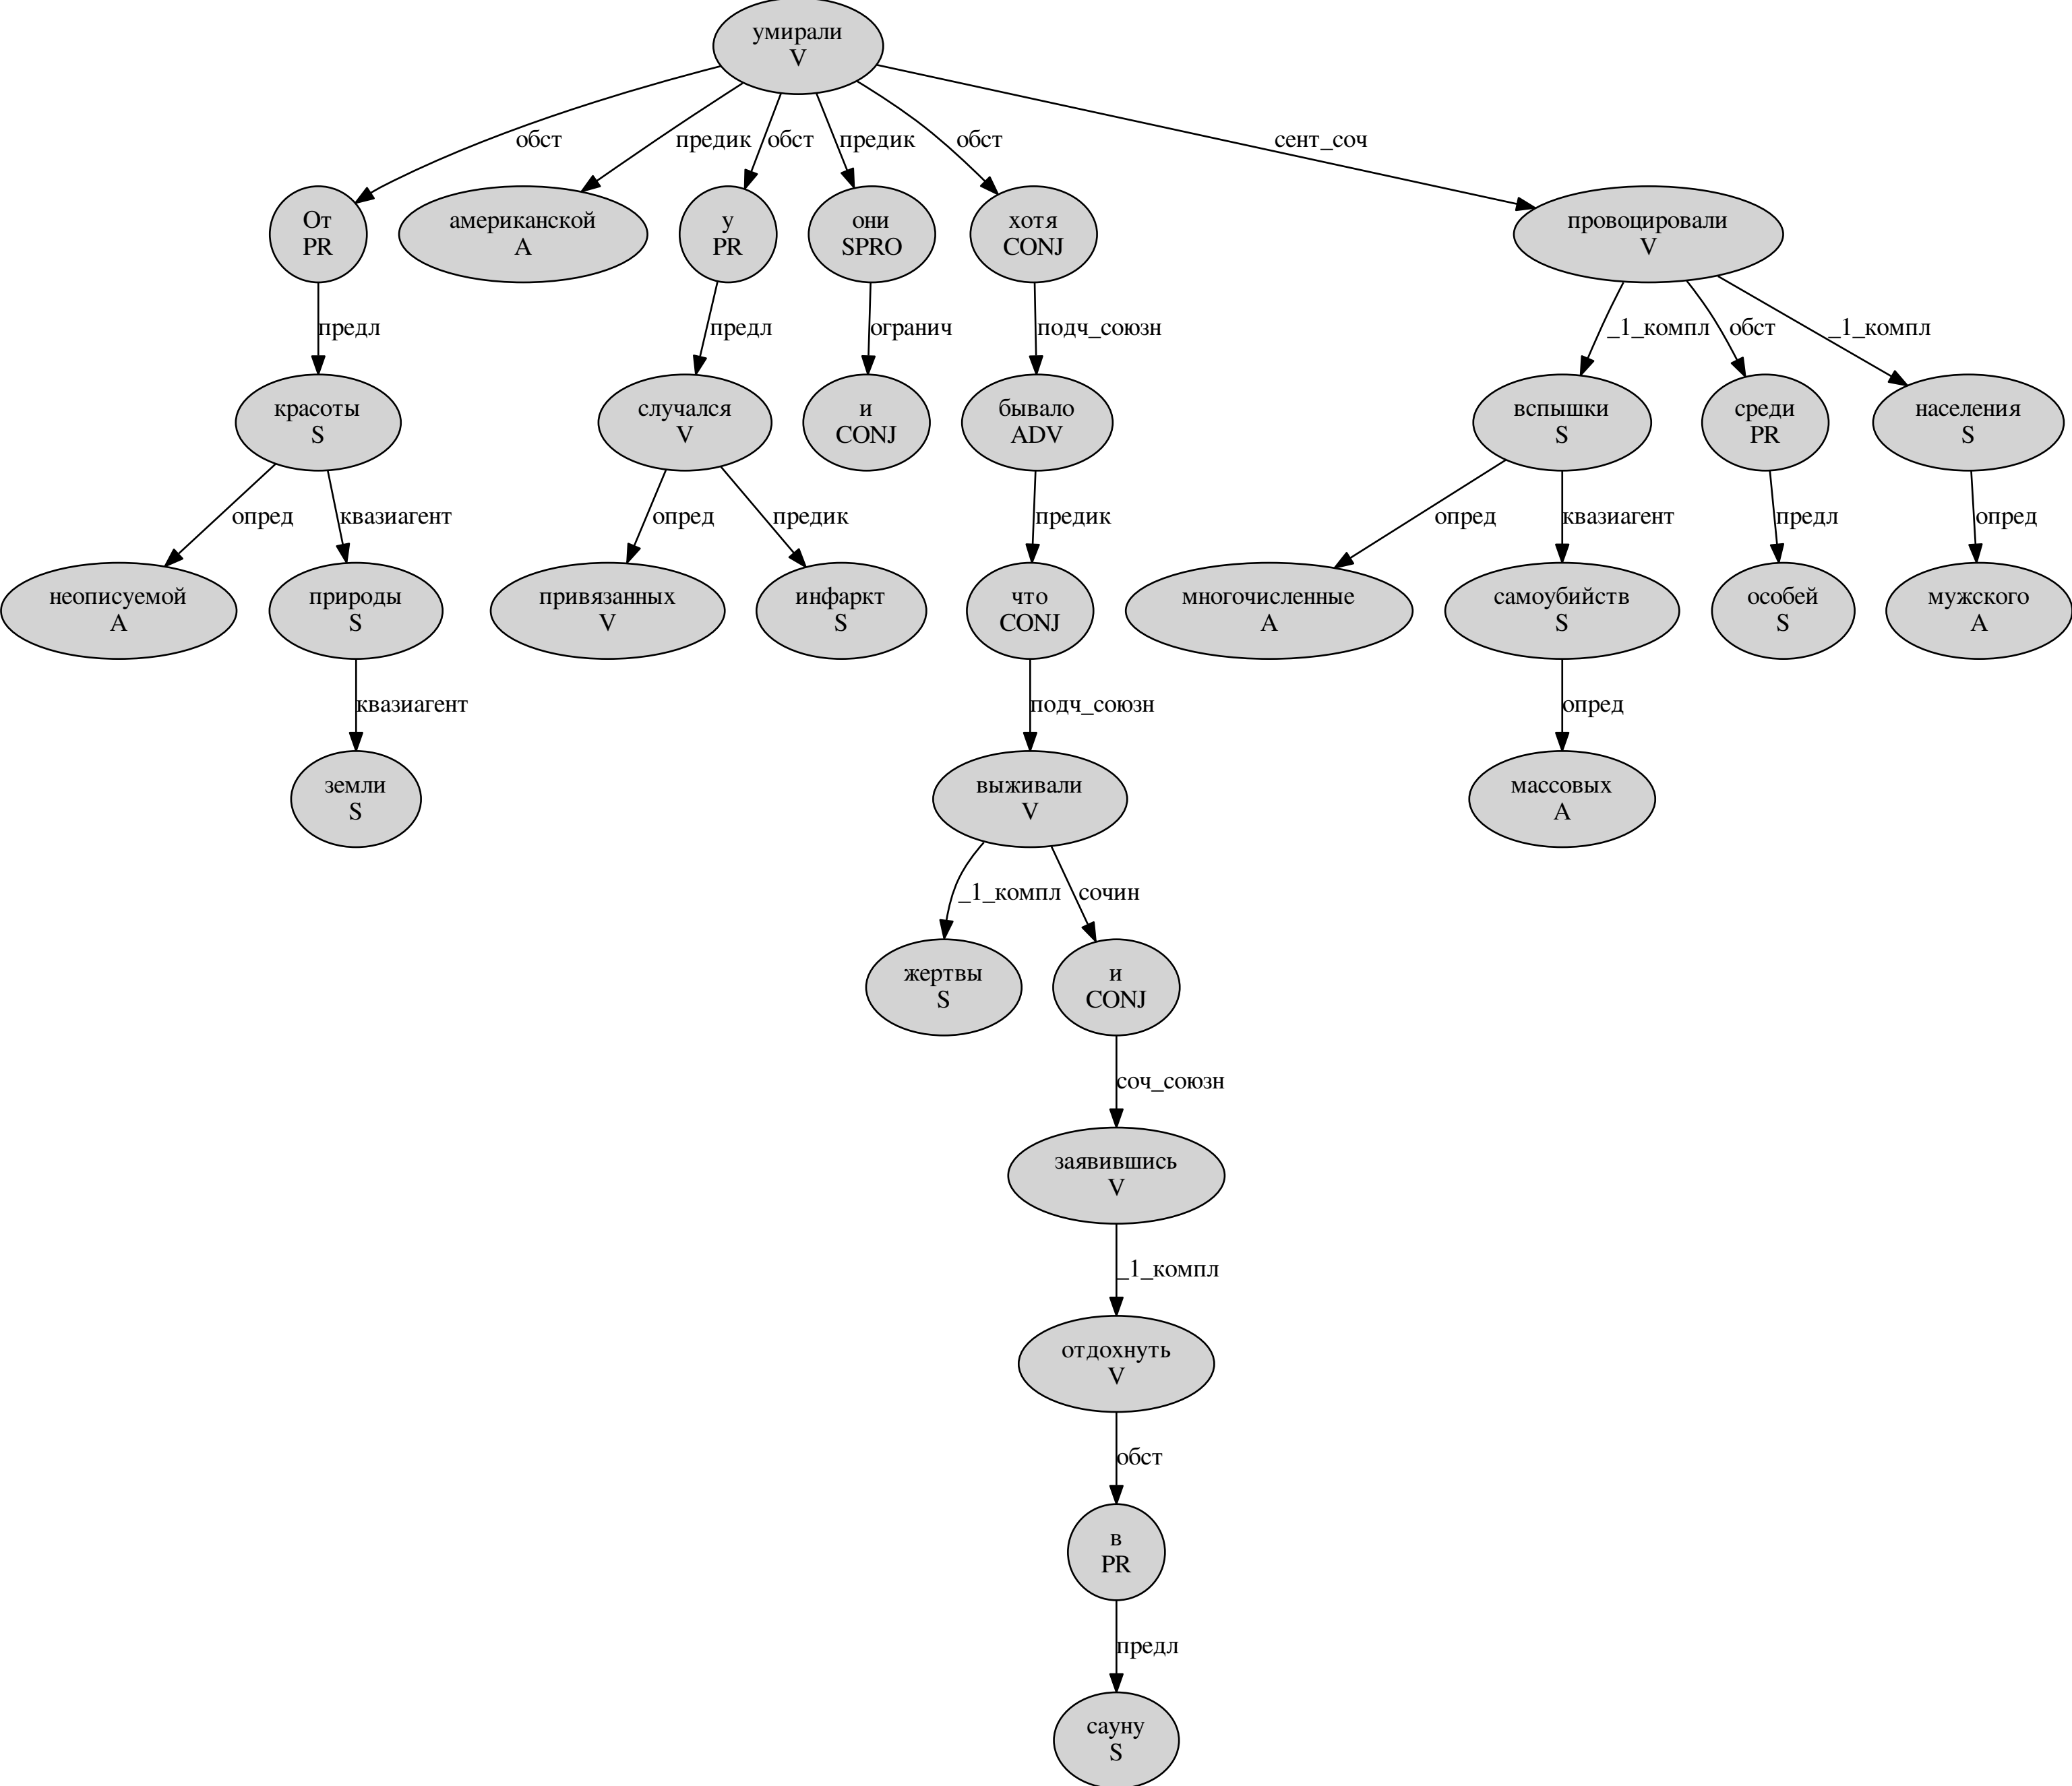 умирали
V
обст
предик
обст
предик
обст
сент_соч
От
PR
американской
A
у
PR
они
SPRO
хотя
CONJ
провоцировали
V
предл
предл
огранич
подч_союзн
_1_компл
обст
_1_компл
красоты
S
случался
V
и
CONJ
бывало
ADV
вспышки
S
среди
PR
населения
S
опред
квазиагент
опред
предик
предик
опред
квазиагент
предл
опред
неописуемой
A
природы
S
привязанных
V
инфаркт
S
что
CONJ
многочисленные
A
самоубийств
S
особей
S
мужского
A
квазиагент
подч_союзн
опред
земли
S
выживали
V
массовых
A
_1_компл
сочин
жертвы
S
и
CONJ
соч_союзн
заявившись
V
_1_компл
отдохнуть
V
обст
в
PR
предл
сауну
S